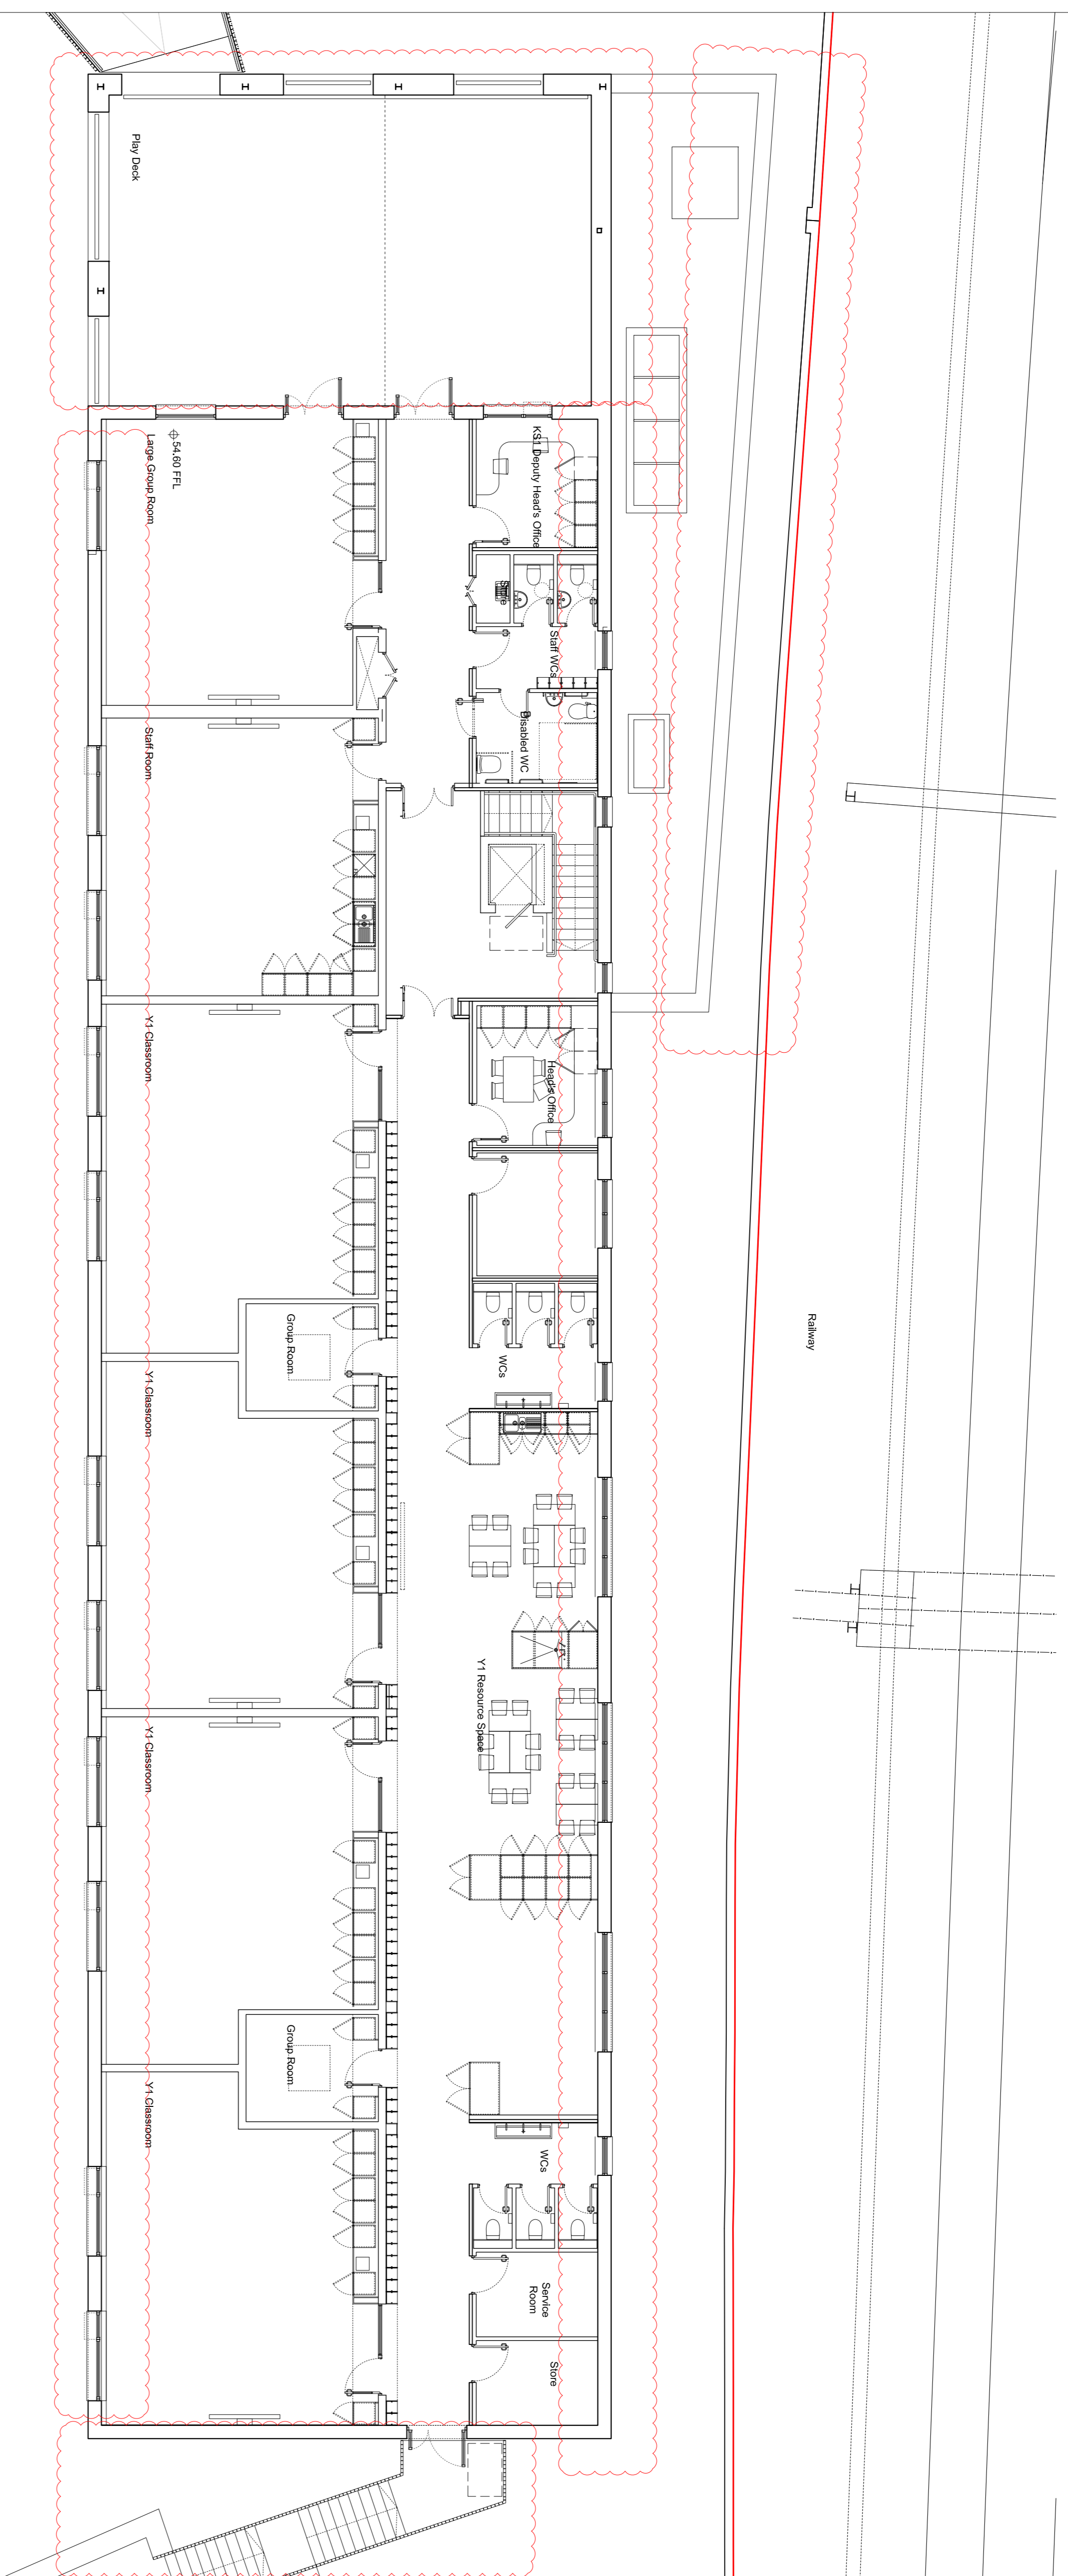 Play Deck
54.60 FFL
Large Group Room
KS1 Deputy Head's Office
Store
Staff WCs
Disabled WC
Staff Room
Y1 Classroom
Head's Office
Group Room
WCs
Railway
Y1 Classroom
Y1 Resource Space
Y1 Classroom
Group Room
WCs
Y1 Classroom
Service
Room
Store